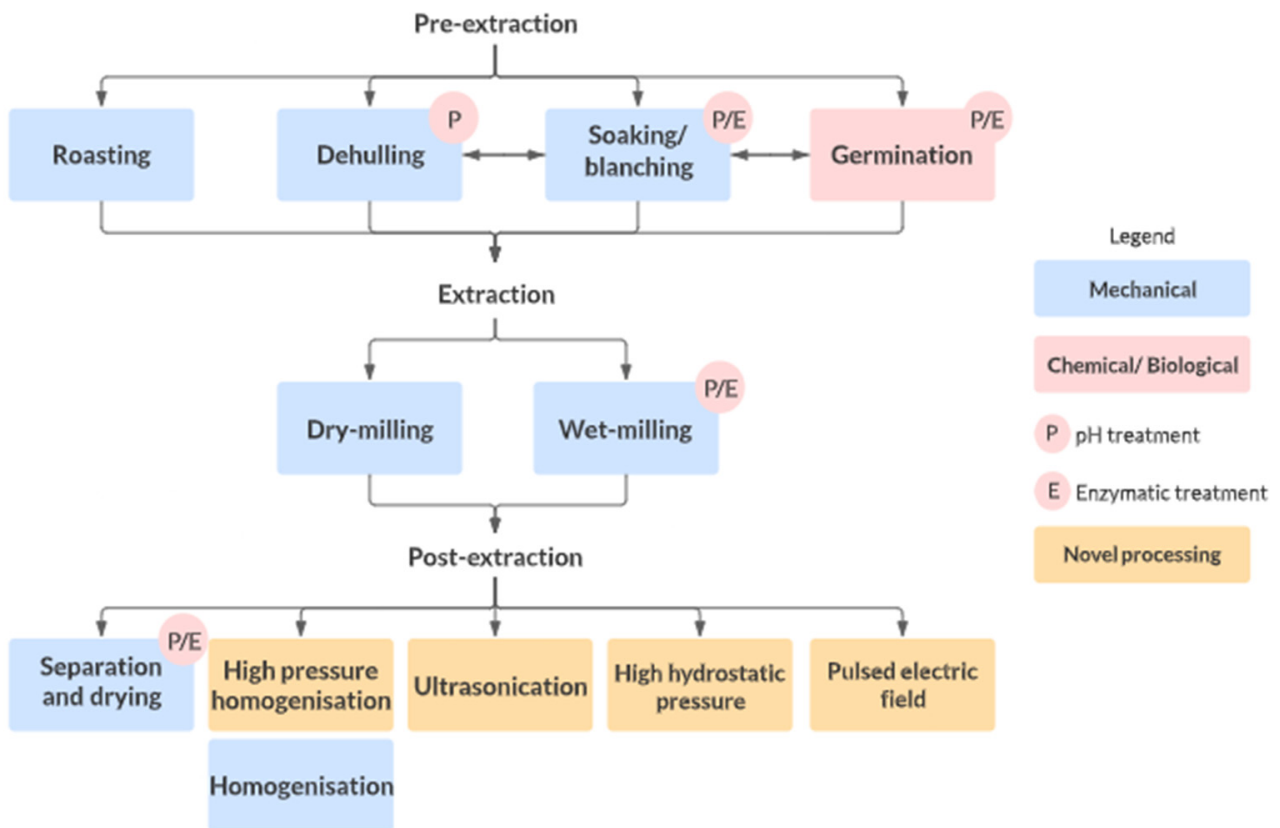 Pre-extraction
Roasting
Dehulling
P
Soaking/
blanching
P/E
Germination
P/E
Extraction
Dry-milling
Wet-milling
P/E
Post-extraction
Separation
and drying
P/E
High pressure
homogenisation
Ultrasonication
High hydrostatic
pressure
Pulsed electric
field
Homogenisation
Legend
Mechanical
Chemical/ Biological
P pH treatment
E Enzymatic treatment
Novel processing